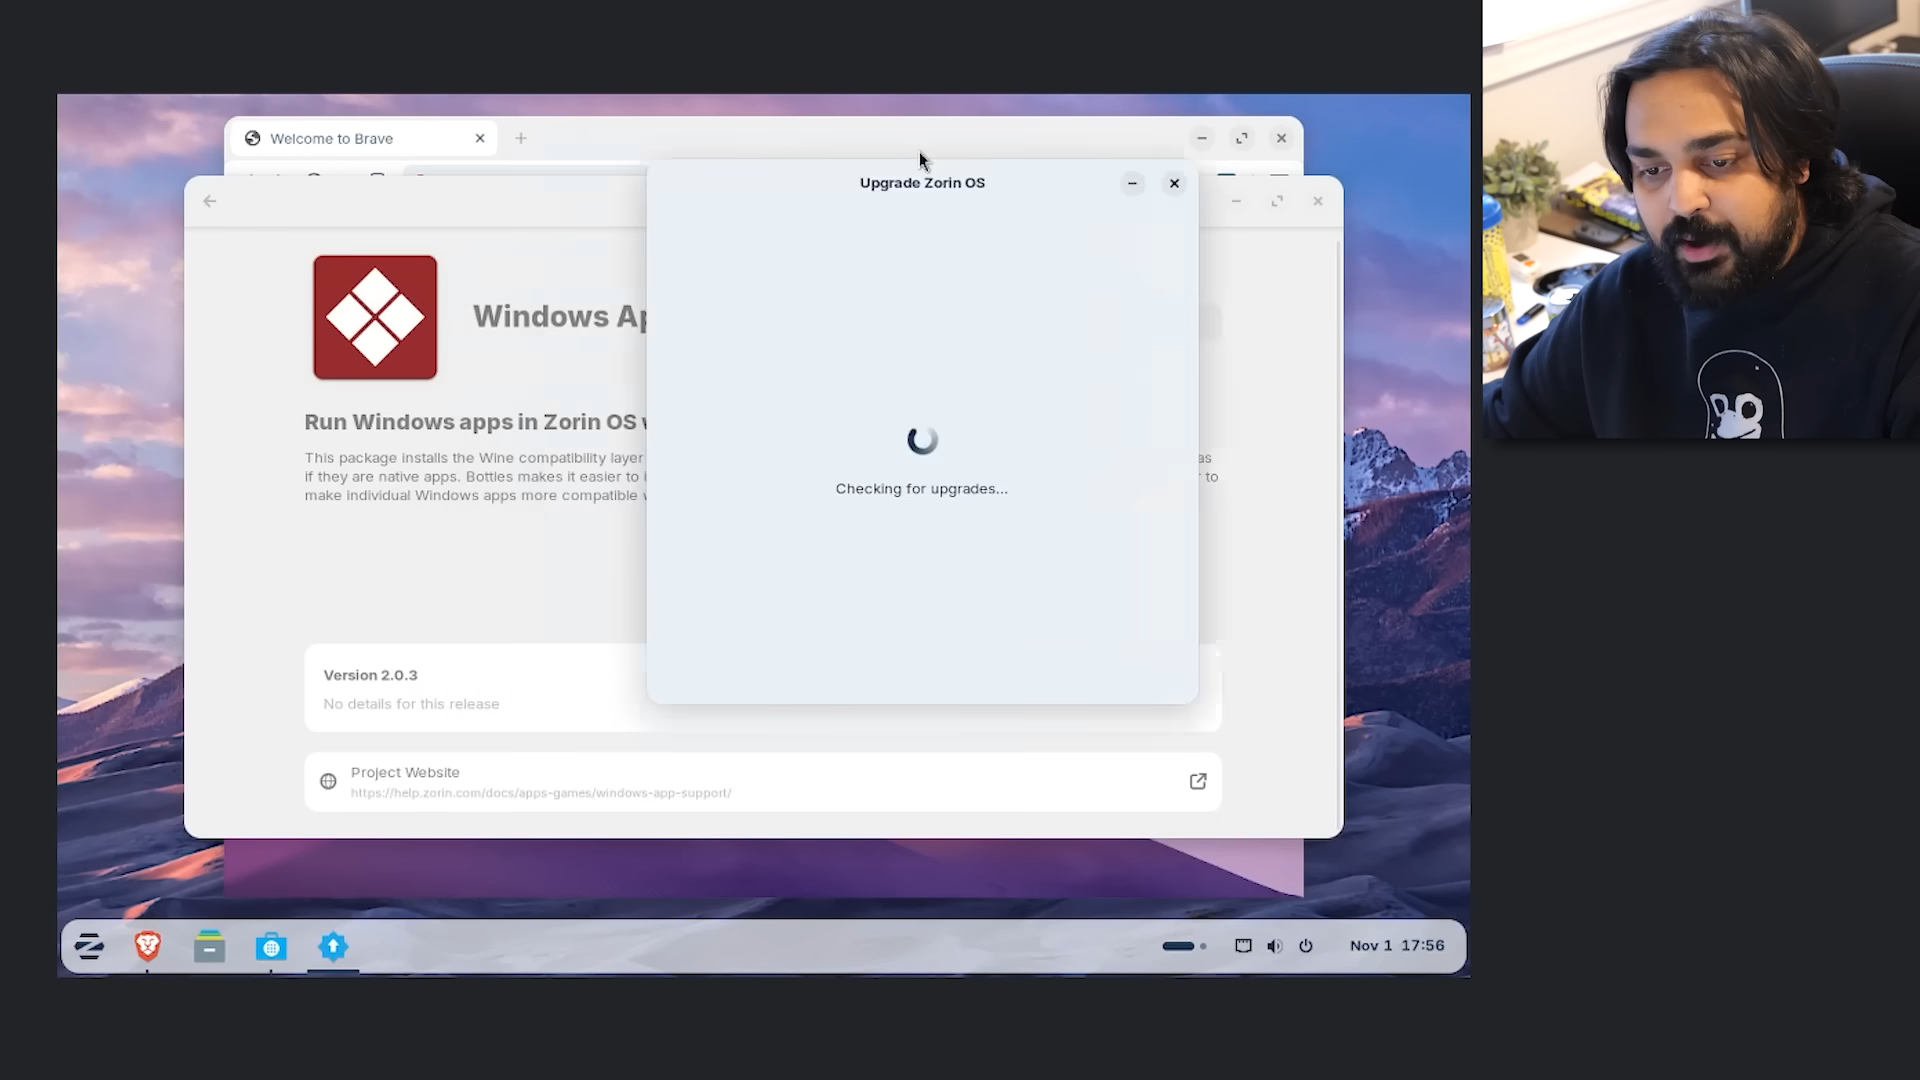 Welcome to Brave
Upgrade Zorin OS
Windows Ap
Run Windows apps in Zorin OS
This package installs the Wine compatibility layer
as
if they are native apps. Bottles makes it easier to
to
make individual Windows apps more compatible
Checking for upgrades...
Version 2.0.3
No details for this release
Project Website
https://help.zorin.com/docs/apps-games/windows-app-support/
Nov 1 17:56